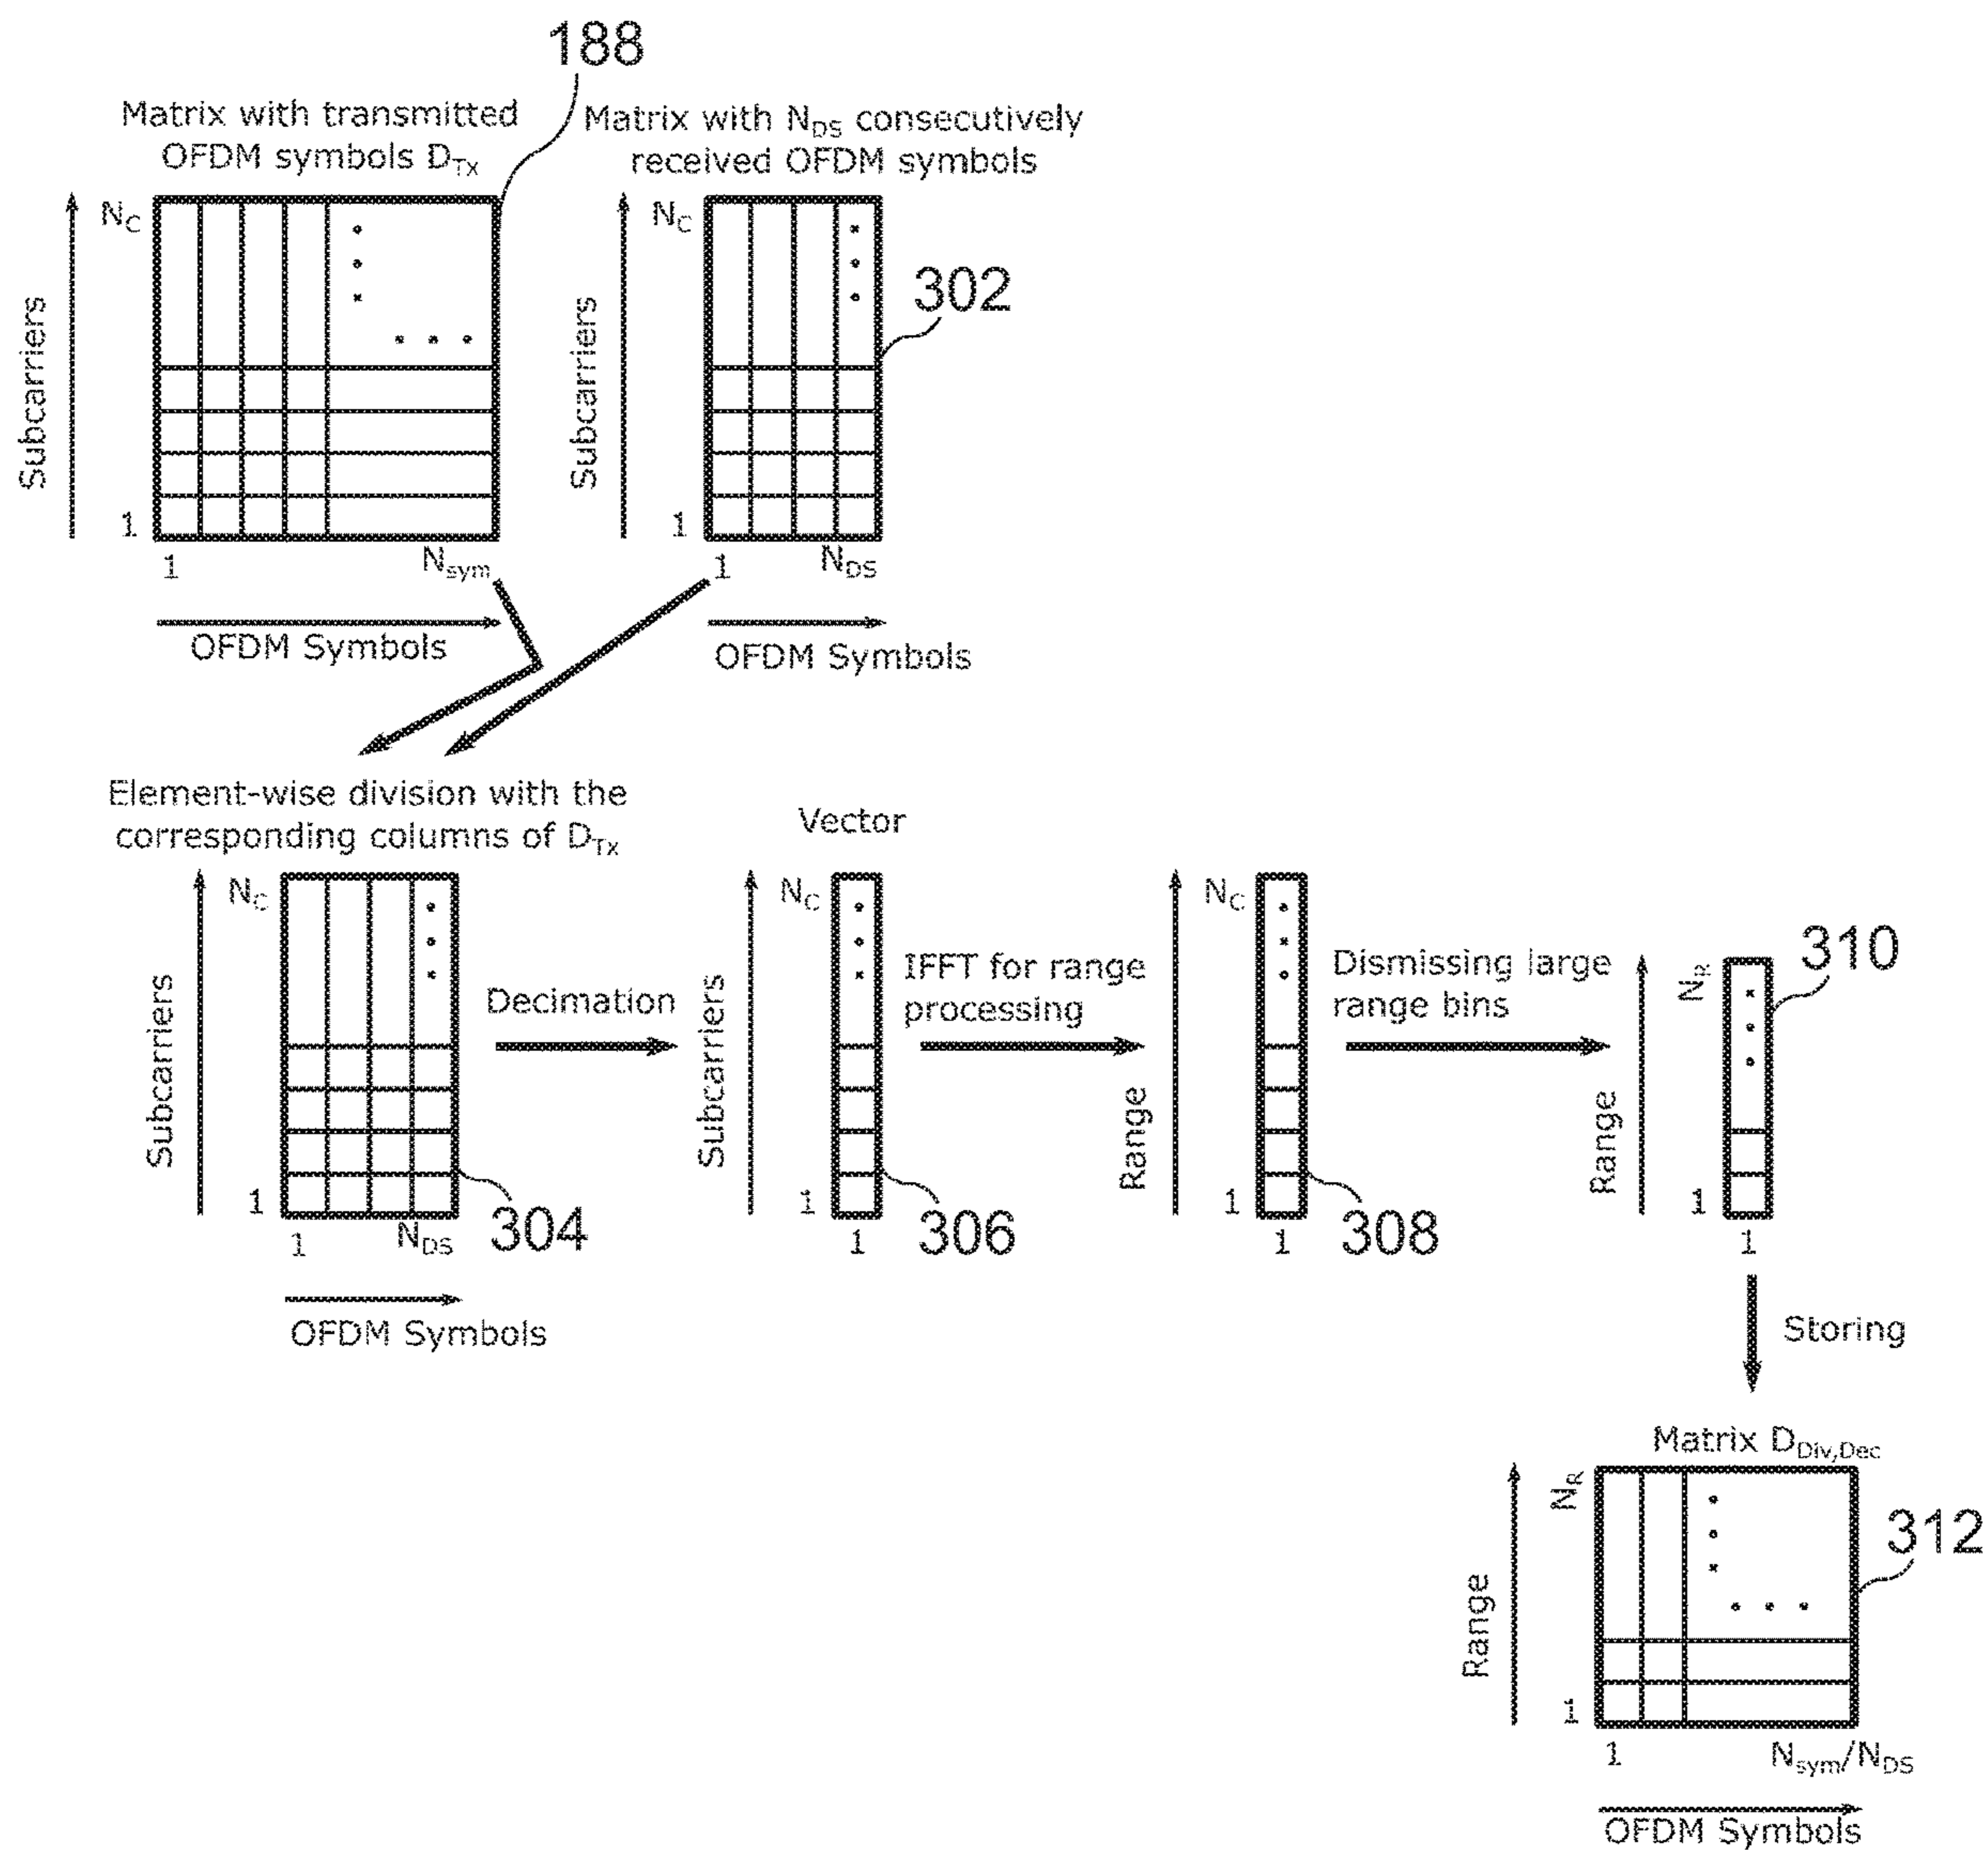 188
Matrix with transmitted
OFDM symbols D_Tx
Matrix with N_DS consecutively
received OFDM symbols
N_C
Subcarriers
1
1
N_sym
OFDM Symbols
N_C
302
Subcarriers
1
1
N_DS
OFDM Symbols
Element-wise division with the
corresponding columns of D_Tx
N_C
Subcarriers
1
1
N_DS
304
OFDM Symbols
Decimation
Vector
N_C
Subcarriers
1
1
306
IFFT for range
processing
N_C
Range
1
1
308
Dismissing large
range bins
310
N_R
Range
1
1
Storing
Matrix D_Div,Dec
N_R
312
Range
1
1
N_sym/N_DS
OFDM Symbols